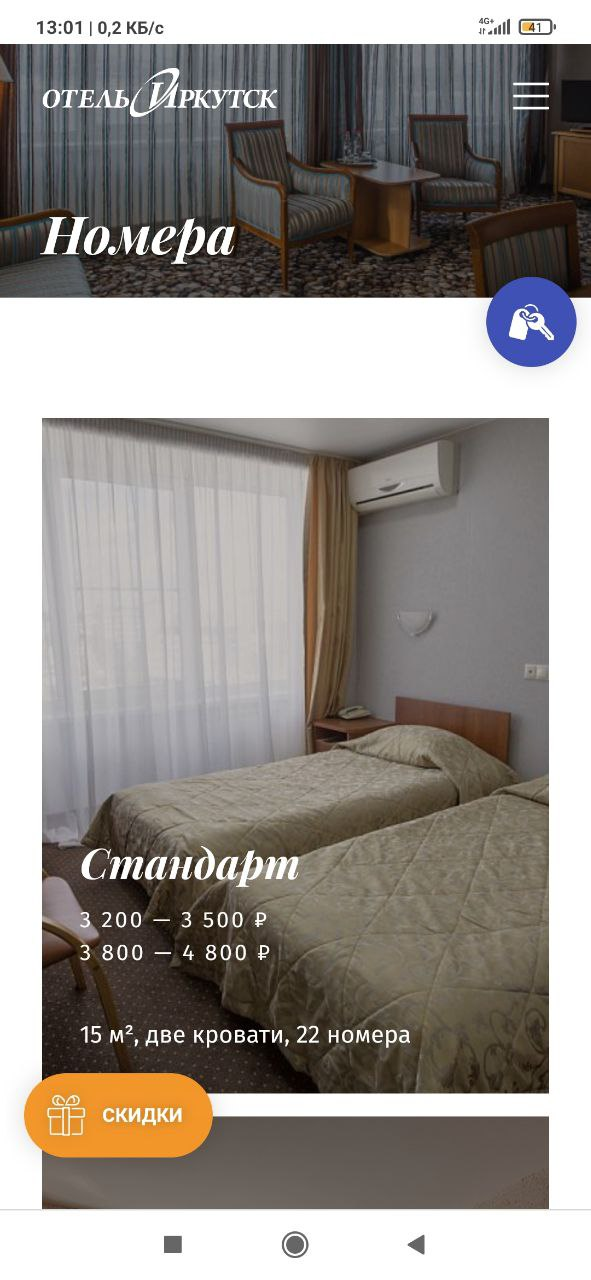 13:01 | 0,2 КБ/с
4G+
41
ОТЕЛЬ ИРКУТСК
Номера
Стандарт
3 200 — 3 500 ₽
3 800 — 4 800 ₽
15 м², две кровати, 22 номера
СКИДКИ